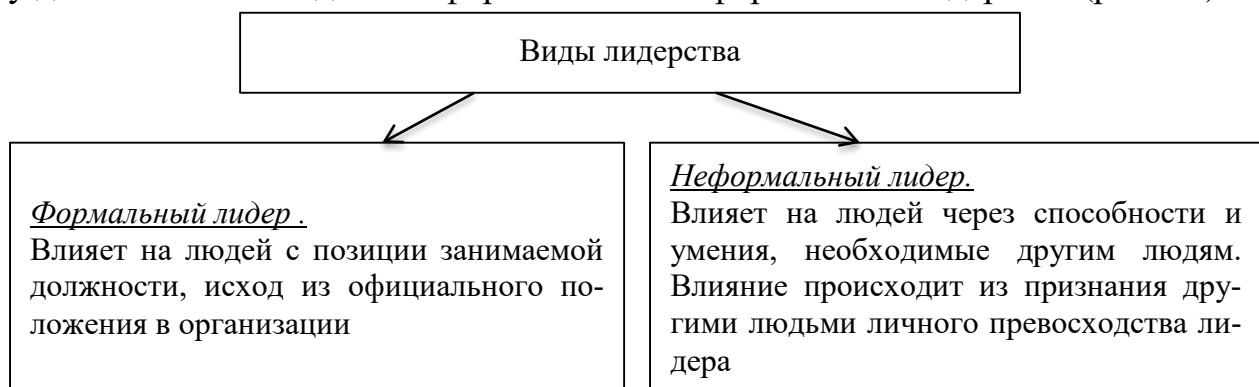 Виды лидерства
Формальный лидер .
Влияет на людей с позиции занимаемой
должности, исход из официального по-
ложения в организации
Неформальный лидер.
Влияет на людей через способности и
умения, необходимые другим людям.
Влияние происходит из признания дру-
гими людьми личного превосходства ли-
дера